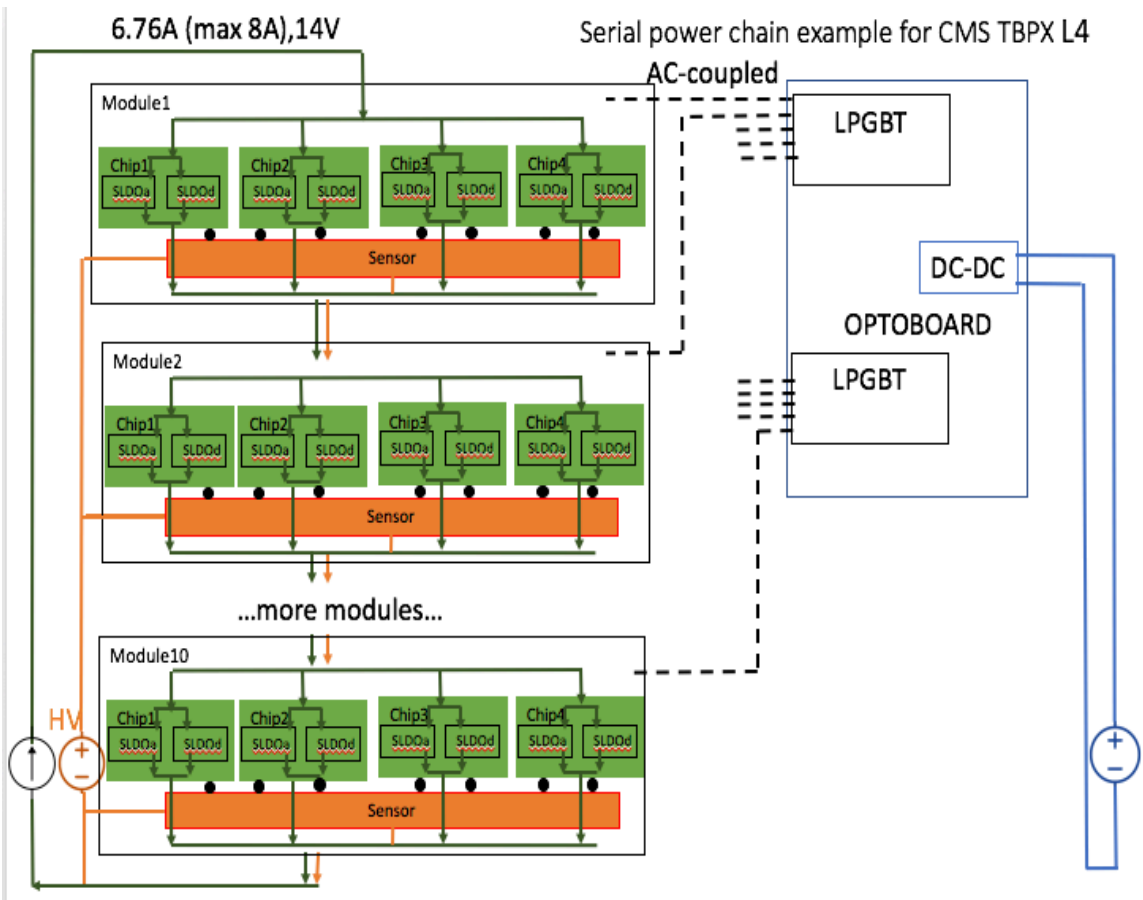 6.76A (max 8A),14V
Serial power chain example for CMS TBPX L4
AC-coupled
Module1
LPGBT
Chip1
Chip2
Chip3
Chip4
SLDOa
SLDOd
SLDOa
SLDOd
SLDOa
SLDOd
SLDOa
SLDOd
Sensor
DC-DC
OPTOBOARD
Module2
LPGBT
Chip1
Chip2
Chip3
Chip4
SLDOa
SLDOd
SLDOa
SLDOd
SLDOa
SLDOd
SLDOa
SLDOd
Sensor
...more modules...
Module10
Chip1
Chip2
Chip3
Chip4
HV
SLDOa
SLDOd
SLDOa
SLDOd
SLDOa
SLDOd
SLDOa
SLDOd
+
−
+
−
Sensor